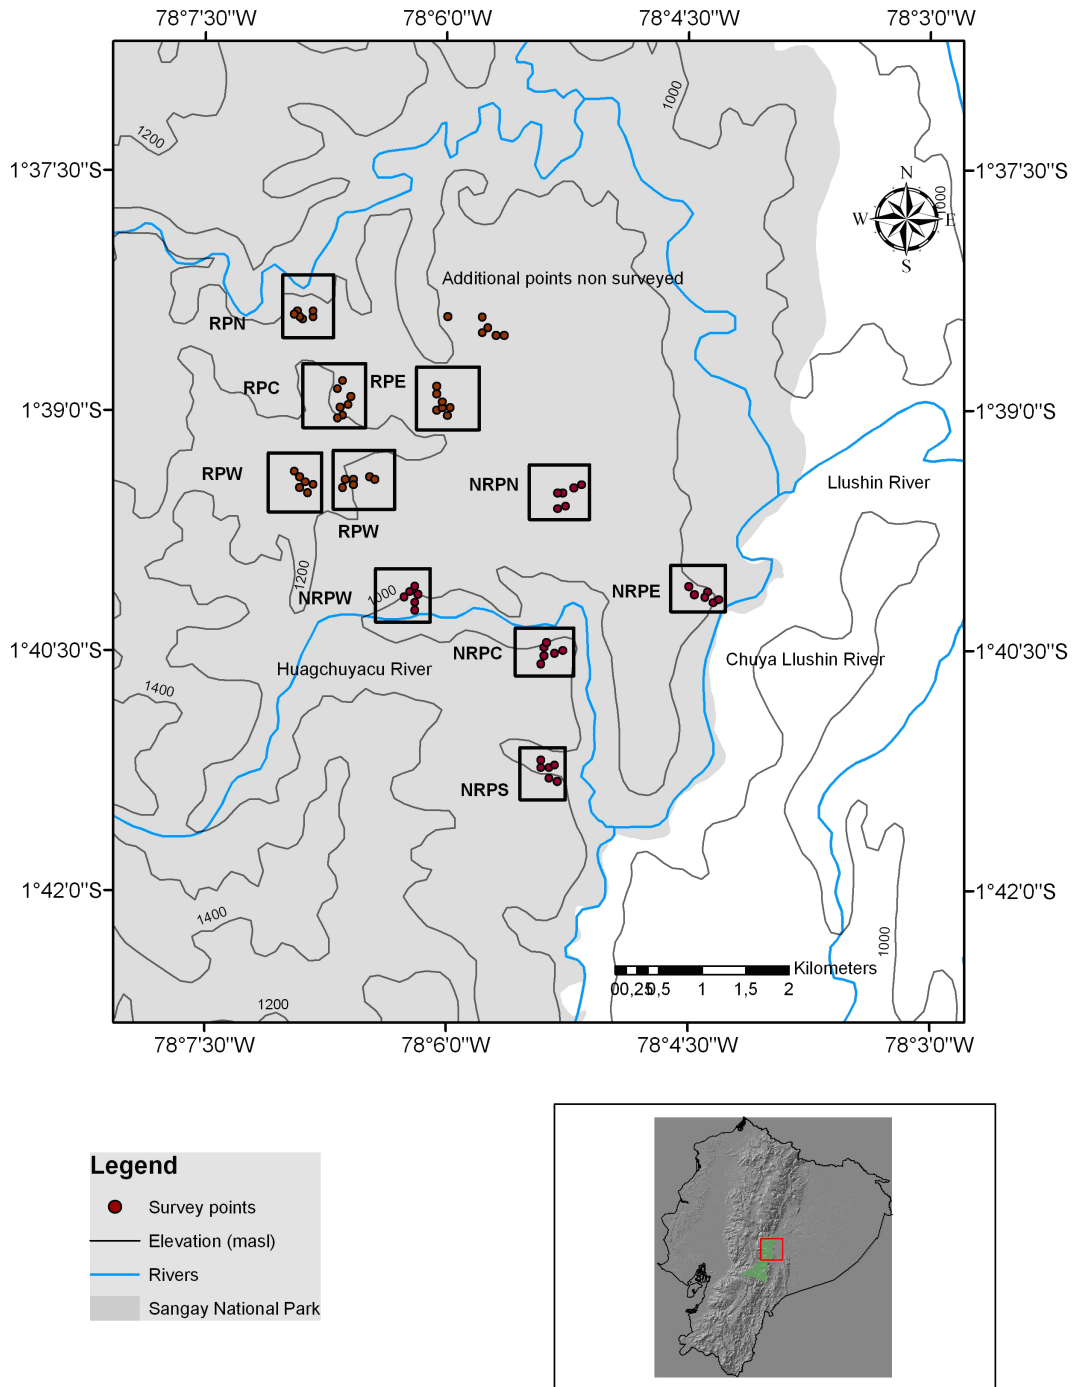 78°7'30"W 78°6'0"W 78°4'30"W 78°3'0"W
1000
1200
1°37'30"S 1°37'30"S
N
1000
W E
S
Additional points non surveyed
RPN
RPC RPE
1°39'0"S 1°39'0"S
RPW NRPN Llushin River
RPW
1200
NRPW 1000 NRPE
1°40'30"S NRPC Chuya Llushin River 1°40'30"S
Huagchuyacu River
1400
NRPS
1°42'0"S 1°42'0"S
1400
1000
Kilometers
00,250,5 1 1,5 2
1200
78°7'30"W 78°6'0"W 78°4'30"W 78°3'0"W
Legend
Survey points
Elevation (masl)
Rivers
Sangay National Park